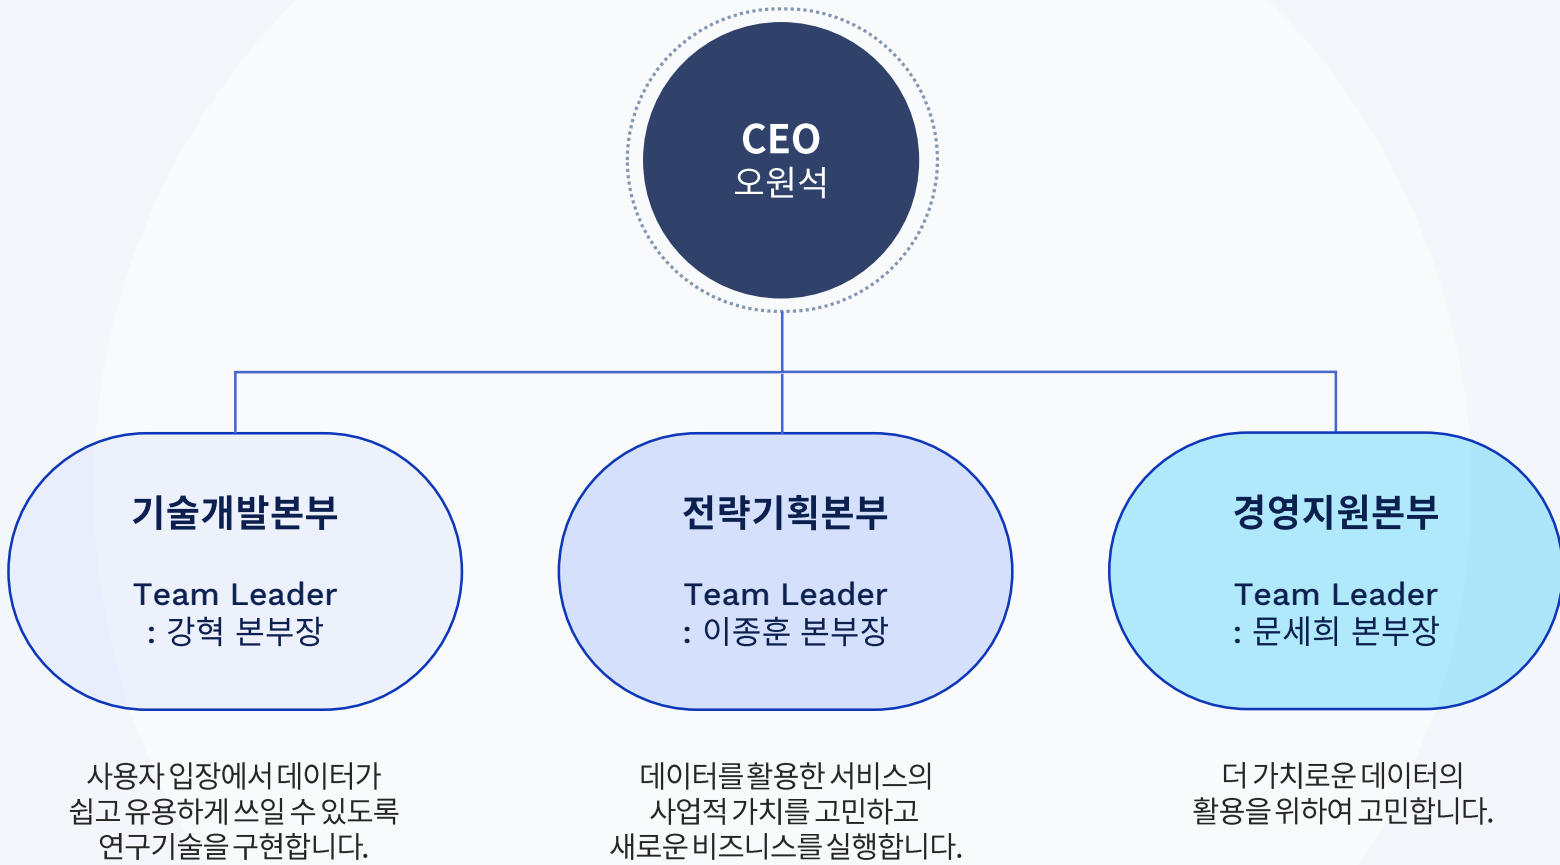 CEO
오원석
기술개발본부
Team Leader
: 강혁 본부장
전략기획본부
Team Leader
: 이종훈 본부장
경영지원본부
Team Leader
: 문세희 본부장
사용자 입장에서 데이터가
쉽고 유용하게 쓰일 수 있도록
연구기술을 구현합니다.
데이터를 활용한 서비스의
사업적 가치를 고민하고
새로운 비즈니스를 실행합니다.
더 가치로운 데이터의
활용을 위하여 고민합니다.